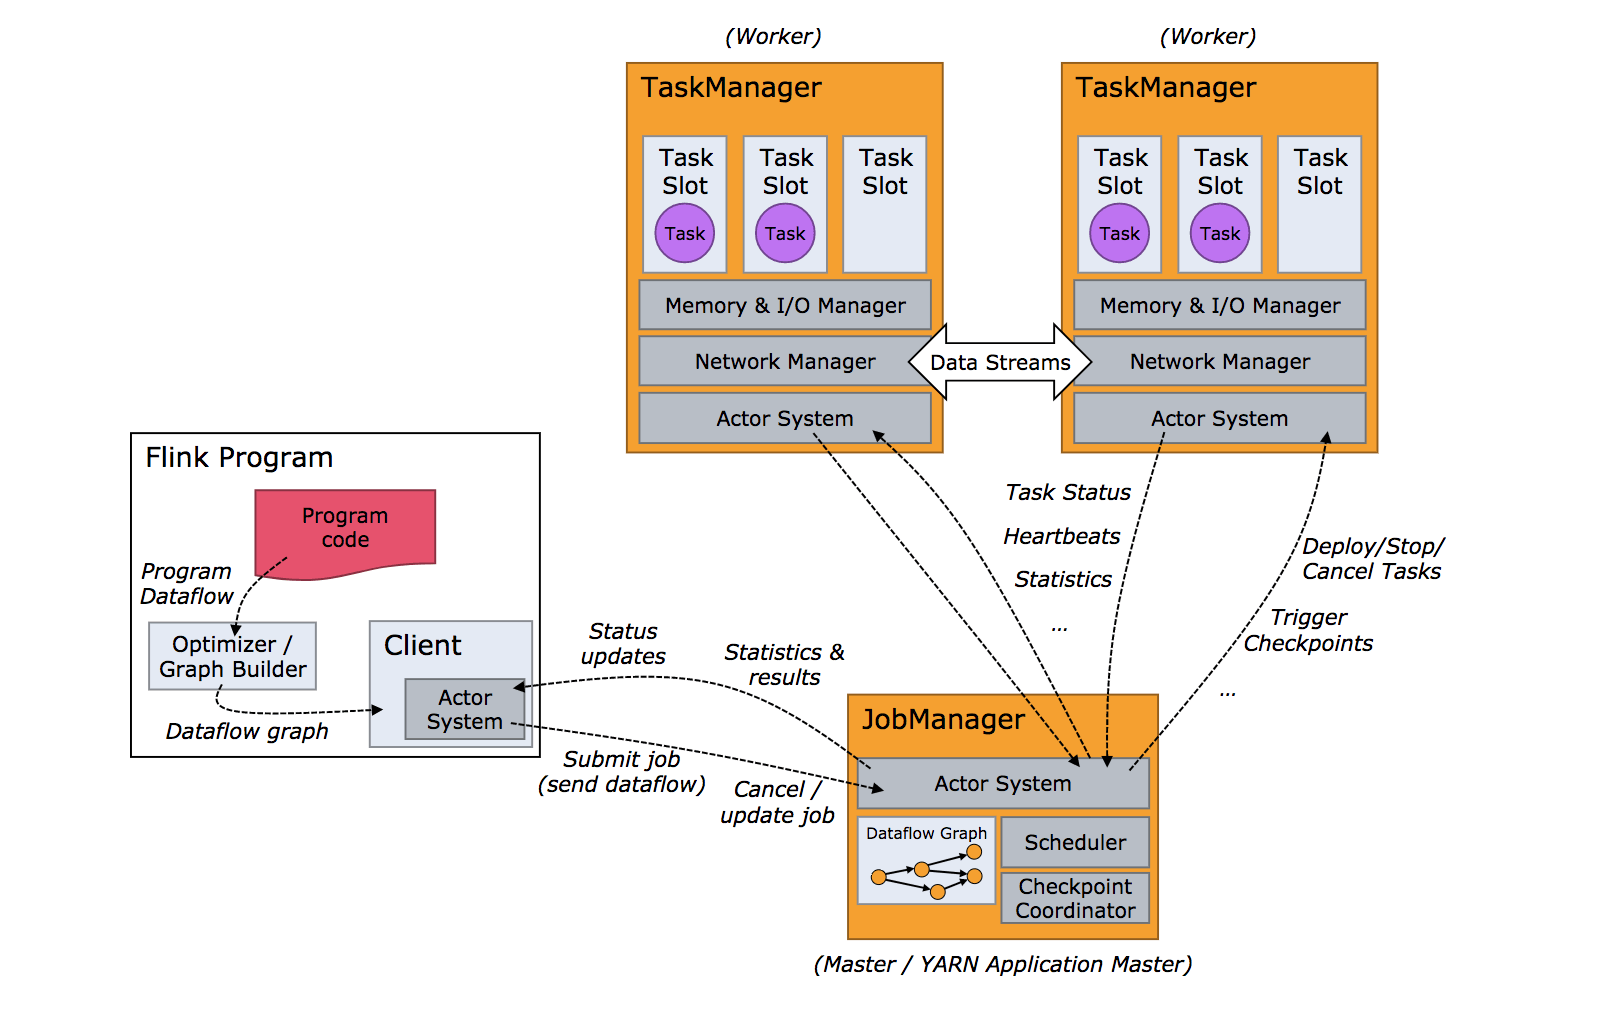 (Worker)
TaskManager
Task
Slot
Task
Task
Slot
Task
Task
Slot
Memory & I/O Manager
Network Manager
Actor System
(Worker)
TaskManager
Task
Slot
Task
Task
Slot
Task
Task
Slot
Memory & I/O Manager
Network Manager
Actor System
Data Streams
Flink Program
Program
code
Program
Dataflow
Optimizer /
Graph Builder
Dataflow graph
Client
Actor
System
Status
updates
Statistics &
results
Submit job
(send dataflow)
Cancel /
update job
Task Status
Heartbeats
Statistics
...
Deploy/Stop/
Cancel Tasks
Trigger
Checkpoints
...
JobManager
Actor System
Dataflow Graph
Scheduler
Checkpoint
Coordinator
(Master / YARN Application Master)